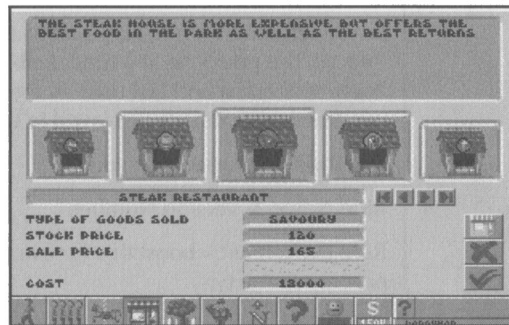 THE STEAK HOUSE IS MORE EXPENSIVE BUT OFFERS THE
BEST FOOD IN THE PARK AS WELL AS THE BEST RETURNS
STEAK RESTAURANT
TYPE OF GOODS SOLD SAVOURY
STOCK PRICE 120
SALE PRICE 165
COST 12000
N S ?